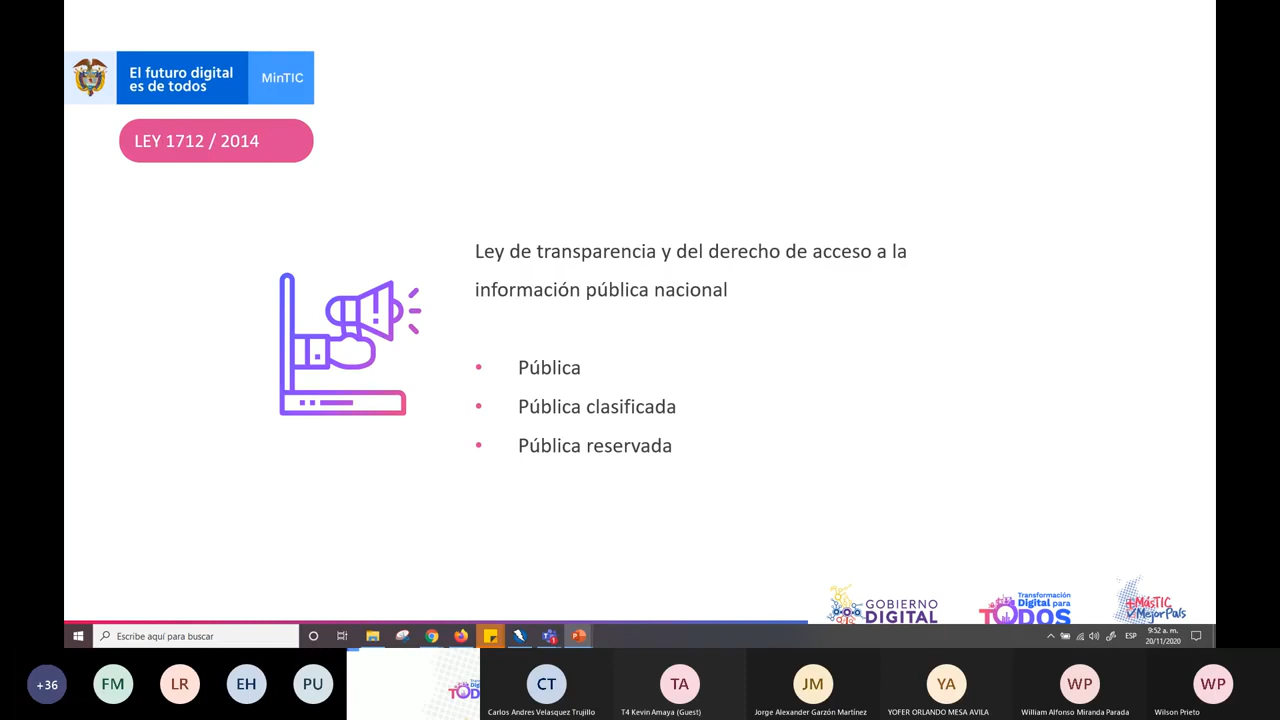 El futuro digital
es de todos
MinTIC
LEY 1712 / 2014
Ley de transparencia y del derecho de acceso a la
información pública nacional
• Pública
• Pública clasificada
• Pública reservada
GOBIERNO
DIGITAL
Transformación
Digital para
TODOS
+MásTIC
MejorPaís
Escribe aquí para buscar
ESP
9:52 a. m.
20/11/2020
+36
FM
LR
EH
PU
CT
TA
JM
YA
WP
WP
Carlos Andres Velasquez Trujillo
T4 Kevin Amaya (Guest)
Jorge Alexander Garzón Martínez
YOFER ORLANDO MESA AVILA
William Alfonso Miranda Parada
Wilson Prieto